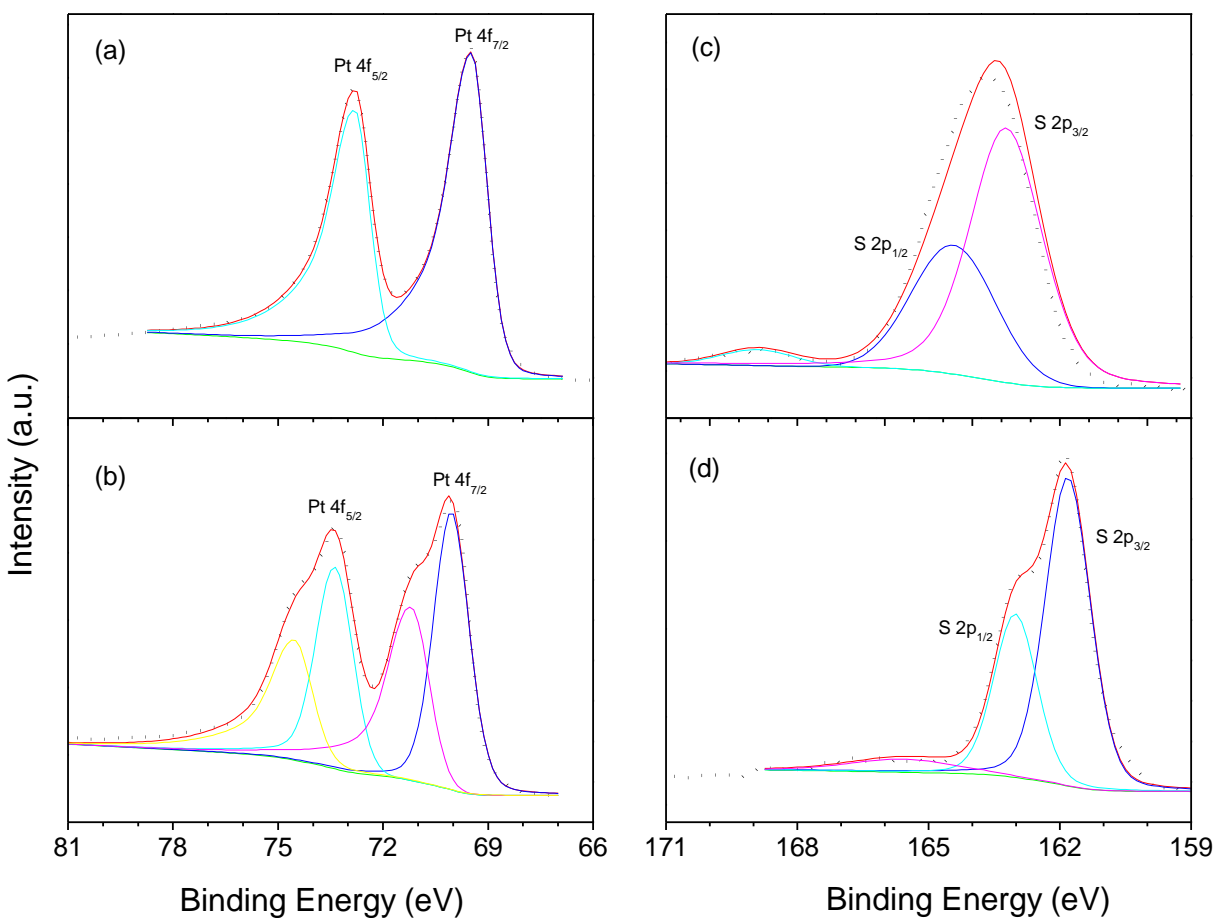 (a)
Pt 4f5/2
Pt 4f7/2
(c)
S 2p3/2
S 2p1/2
(b)
Pt 4f5/2
Pt 4f7/2
(d)
S 2p3/2
S 2p1/2
Intensity (a.u.)
81 78 75 72 69 66
171 168 165 162 159
Binding Energy (eV)
Binding Energy (eV)